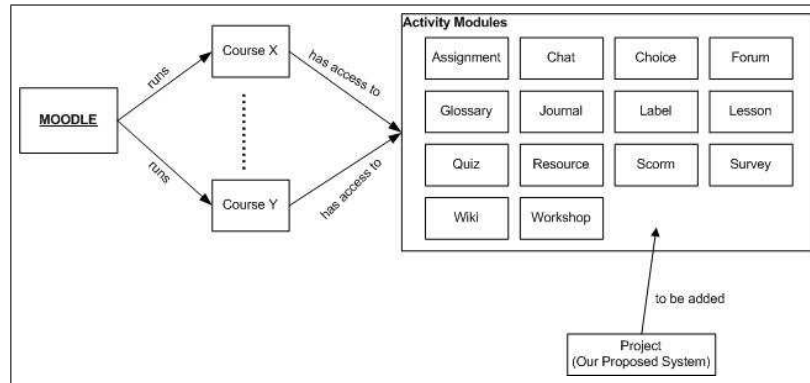 MOODLE
runs
runs
Course X
Course Y
has access to
has access to
Activity Modules
Assignment
Chat
Choice
Forum
Glossary
Journal
Label
Lesson
Quiz
Resource
Scorm
Survey
Wiki
Workshop
to be added
Project
(Our Proposed System)